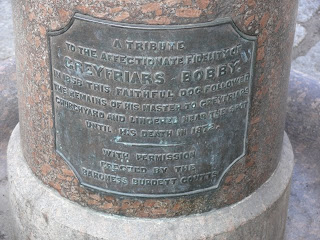 A TRIBUTE
TO THE AFFECTIONATE FIDELITY OF
GREYFRIARS BOBBY.
IN 1858, THIS FAITHFUL DOG FOLLOWED
THE REMAINS OF HIS MASTER TO GREYFRIARS
CHURCHYARD AND LINGERED NEAR THE SPOT
UNTIL HIS DEATH IN 1872.
WITH PERMISSION
ERECTED BY THE
BARONESS BURDETT COUTTS.